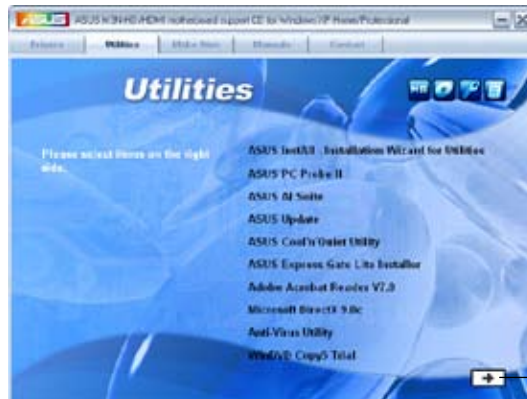 ASUS M3N-HD/HDMI motherboard support CD for Windows XP Home/Professional
Drivers Utilities Make Disk Manuals Contact
Utilities
Please select items on the right side.
ASUS InstAll - Installation Wizard for Utilities
ASUS PC Probe II
ASUS AI Suite
ASUS Update
ASUS Cool'n'Quiet Utility
ASUS Express Gate Lite Installer
Adobe Acrobat Reader V7.0
Microsoft DirectX 9.0c
Anti-Virus Utility
WinDVD Copy5 Trial